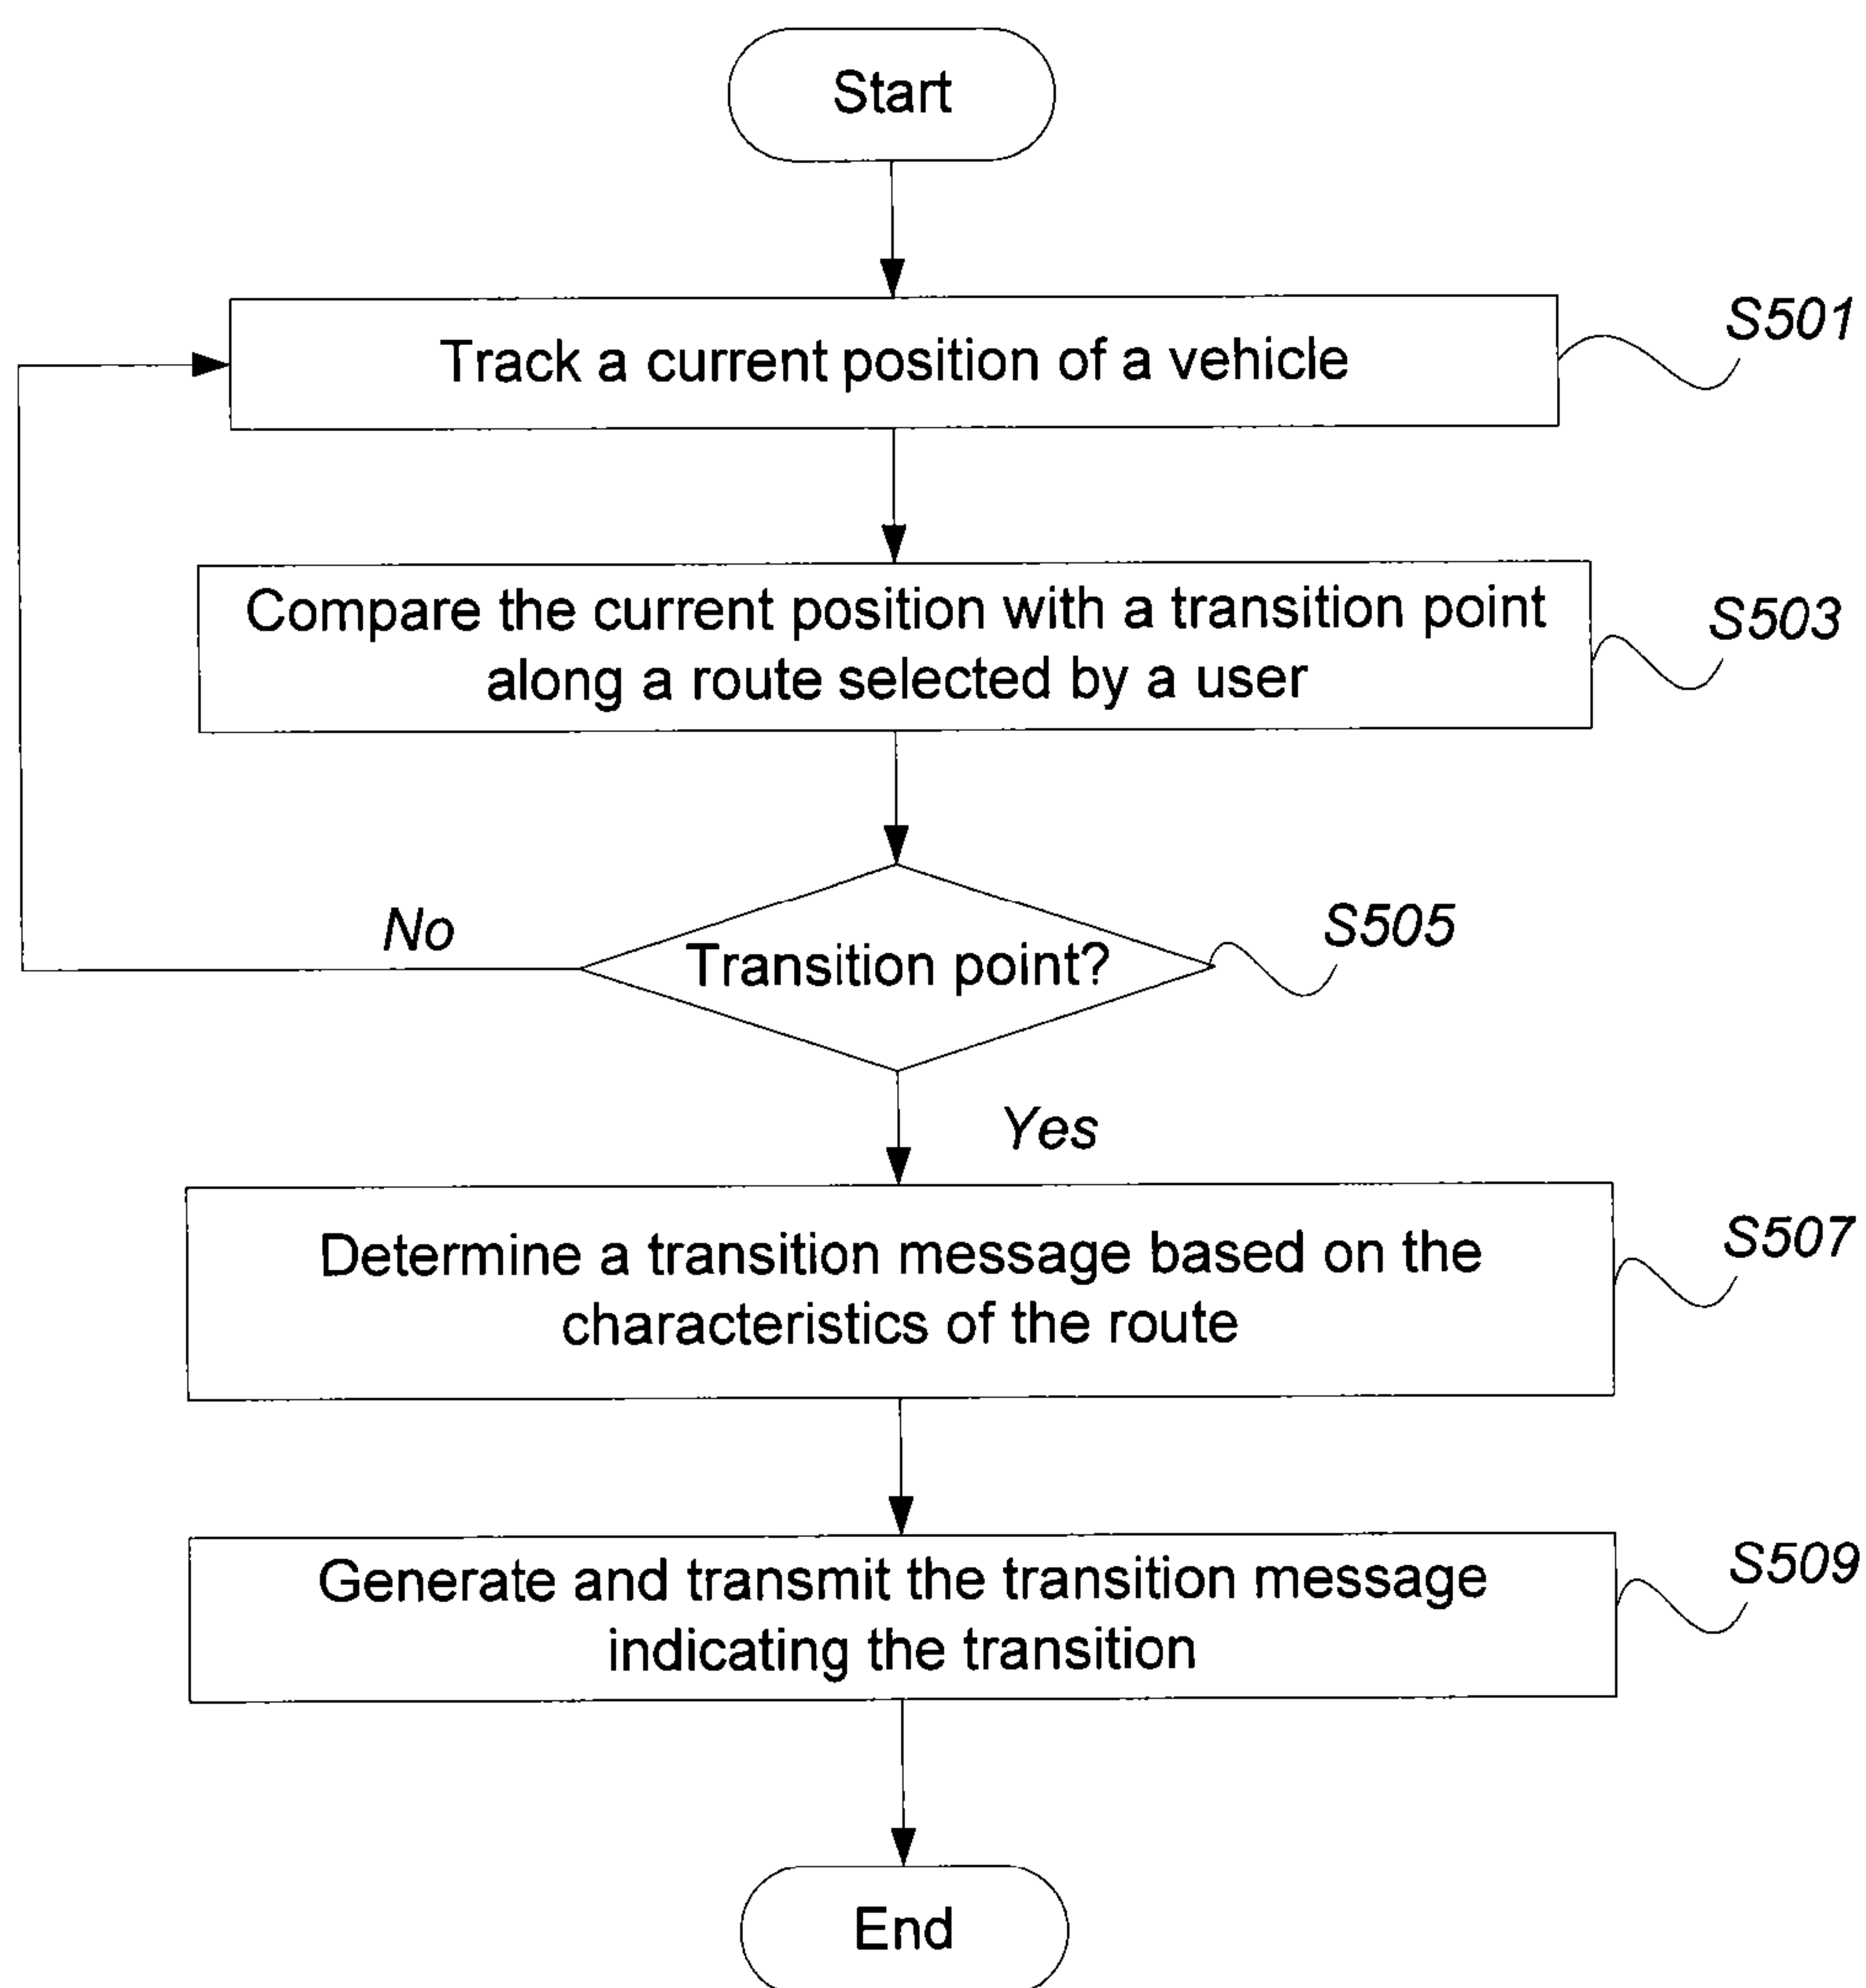 Start
Track a current position of a vehicle
S501
Compare the current position with a transition point
along a route selected by a user
S503
Transition point?
S505
No
Yes
Determine a transition message based on the
characteristics of the route
S507
Generate and transmit the transition message
indicating the transition
S509
End